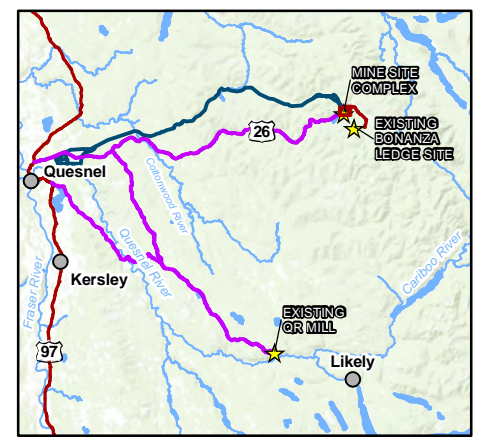 MINE SITE
COMPLEX
26
EXISTING
BONANZA
LEDGE SITE
Quesnel
Cottonwood River
Quesnel River
Cariboo River
Kersley
Fraser River
EXISTING
QR MILL
97
Likely